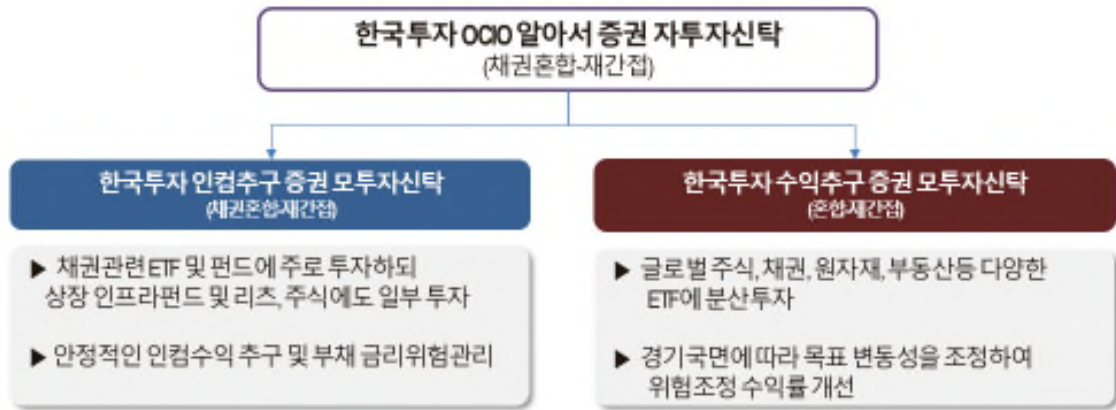 한국투자 OCIO 알아서 증권 자투자신탁
(채권혼합-재간접)
한국투자 인컴추구 증권 모투자신탁
(채권혼합-재간접)
▶ 채권관련 ETF 및 펀드에 주로 투자하되
상장 인프라펀드 및 리츠, 주식에도 일부 투자
▶ 안정적인 인컴수익 추구 및 부채 금리위험관리
한국투자 수익추구 증권 모투자신탁
(혼합-재간접)
▶ 글로벌 주식, 채권, 원자재, 부동산등 다양한
ETF에 분산투자
▶ 경기국면에 따라 목표 변동성을 조정하여
위험조정 수익률 개선